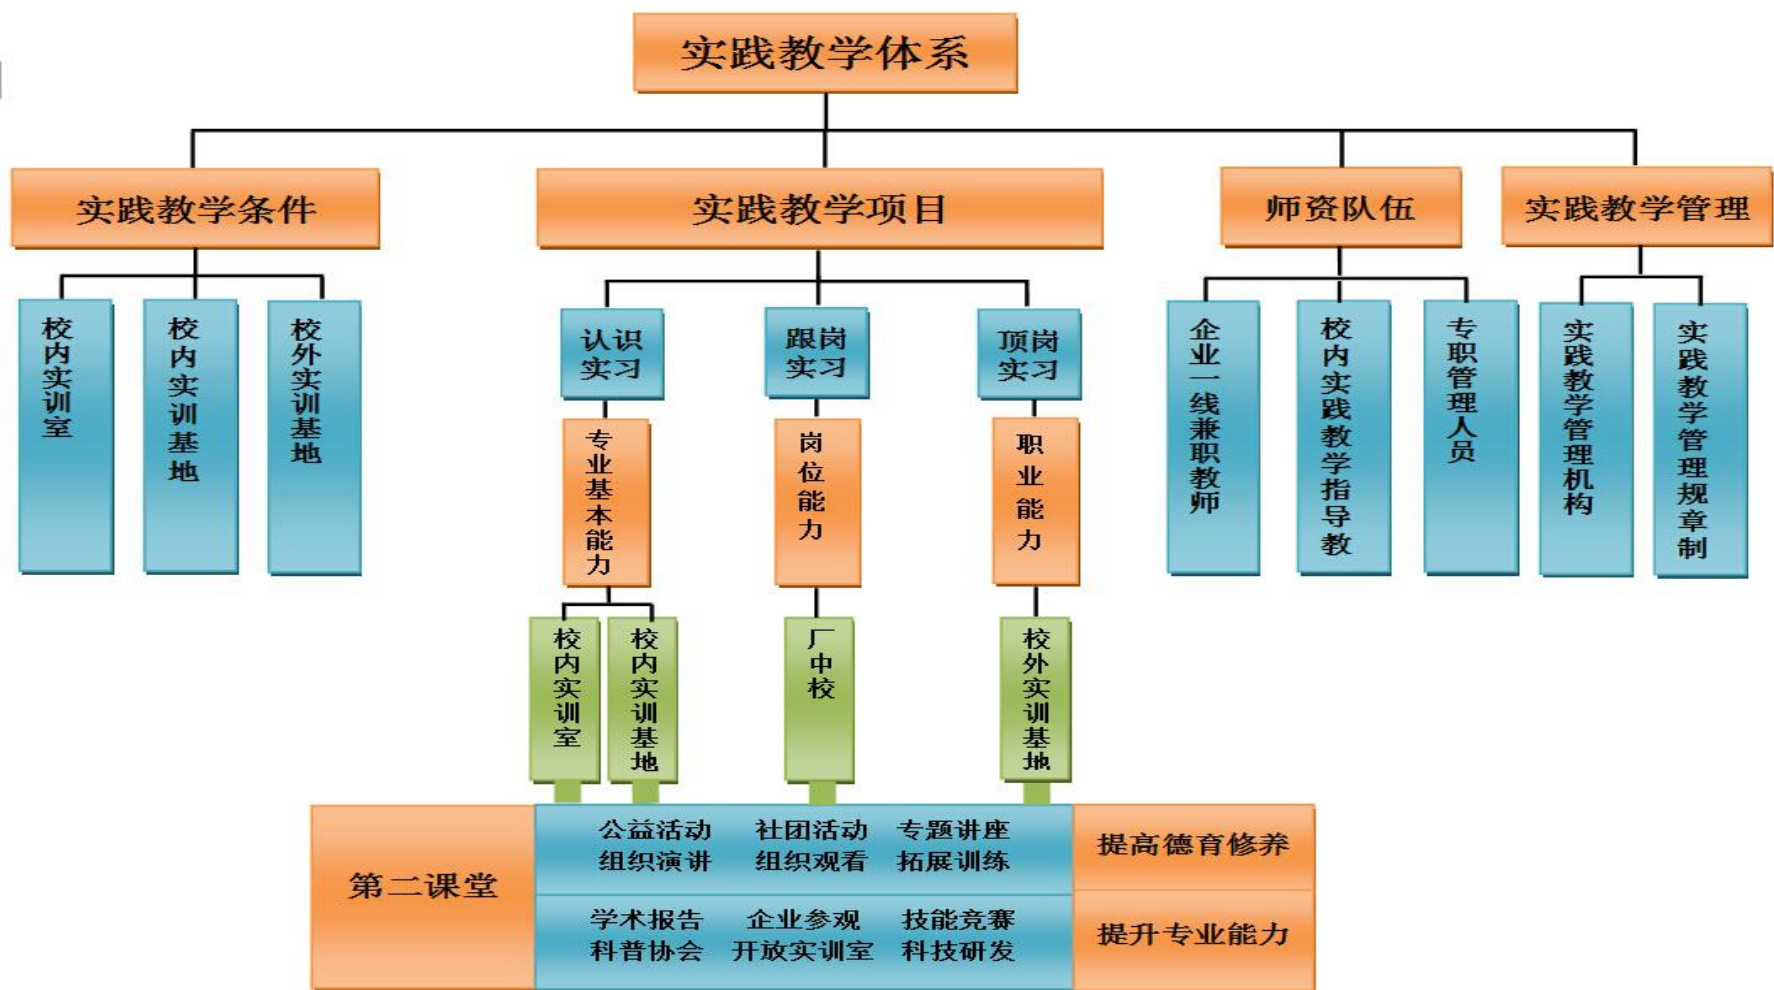 实践教学体系
实践教学条件
实践教学项目
师资队伍
实践教学管理
校内实训室
校内实训基地
校外实训基地
认识
实习
跟岗
实习
顶岗
实习
企业一线兼职教师
校内实践教学指导教
专职管理人员
实践教学管理机构
实践教学管理规章制
专业基本能力
岗位能力
职业能力
校内实训室
校内实训基地
厂中校
校外实训基地
第二课堂
公益活动 社团活动 专题讲座
组织演讲 组织观看 拓展训练
提高德育修养
学术报告 企业参观 技能竞赛
科普协会 开放实训室 科技研发
提升专业能力